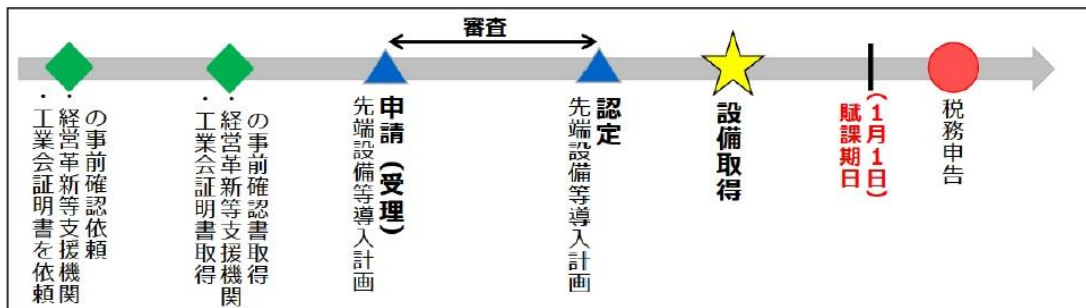 審査
・工業会証明書を依頼
・経営革新等支援機関
の事前確認依頼
・工業会証明書取得
・経営革新等支援機関
の事前確認書取得
先端設備等導入計画
申請(受理)
先端設備等導入計画
認定
設備取得
賦課期日
(1月1日)
税務申告